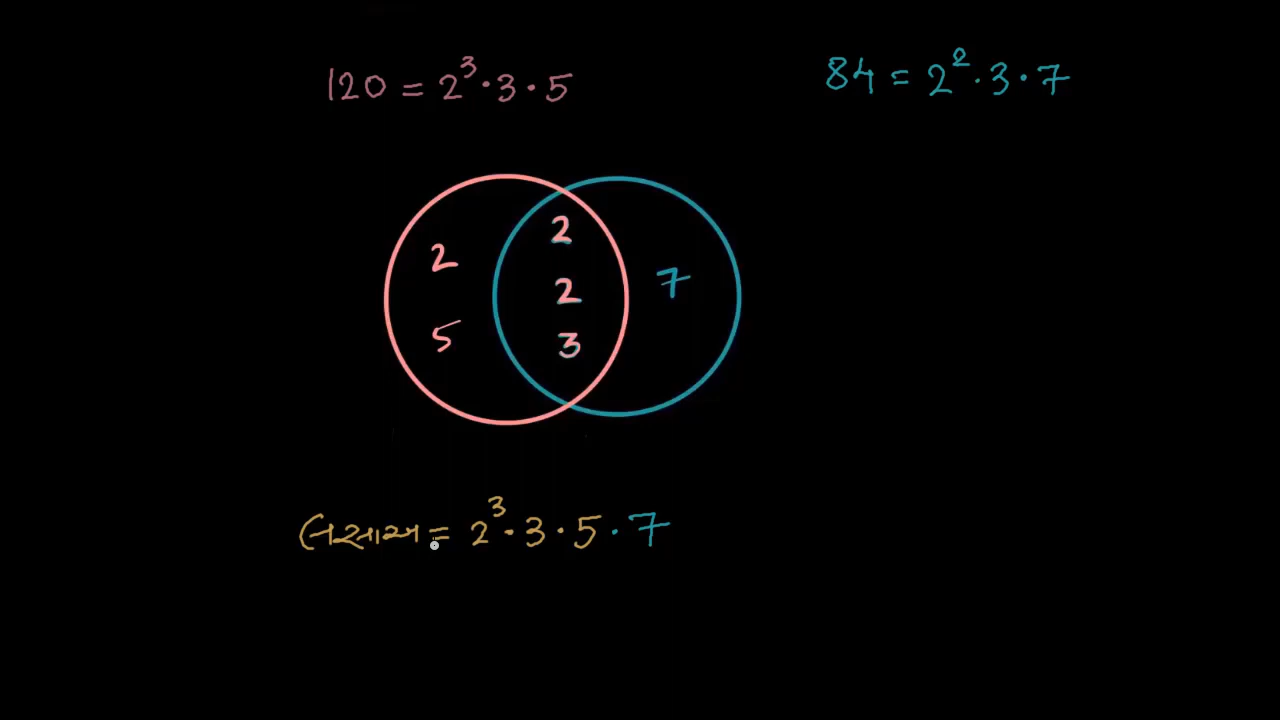 120 = 2³ · 3 · 5
84 = 2² · 3 · 7
2
2
7
2
5
3
= 2³ · 3 · 5 · 7